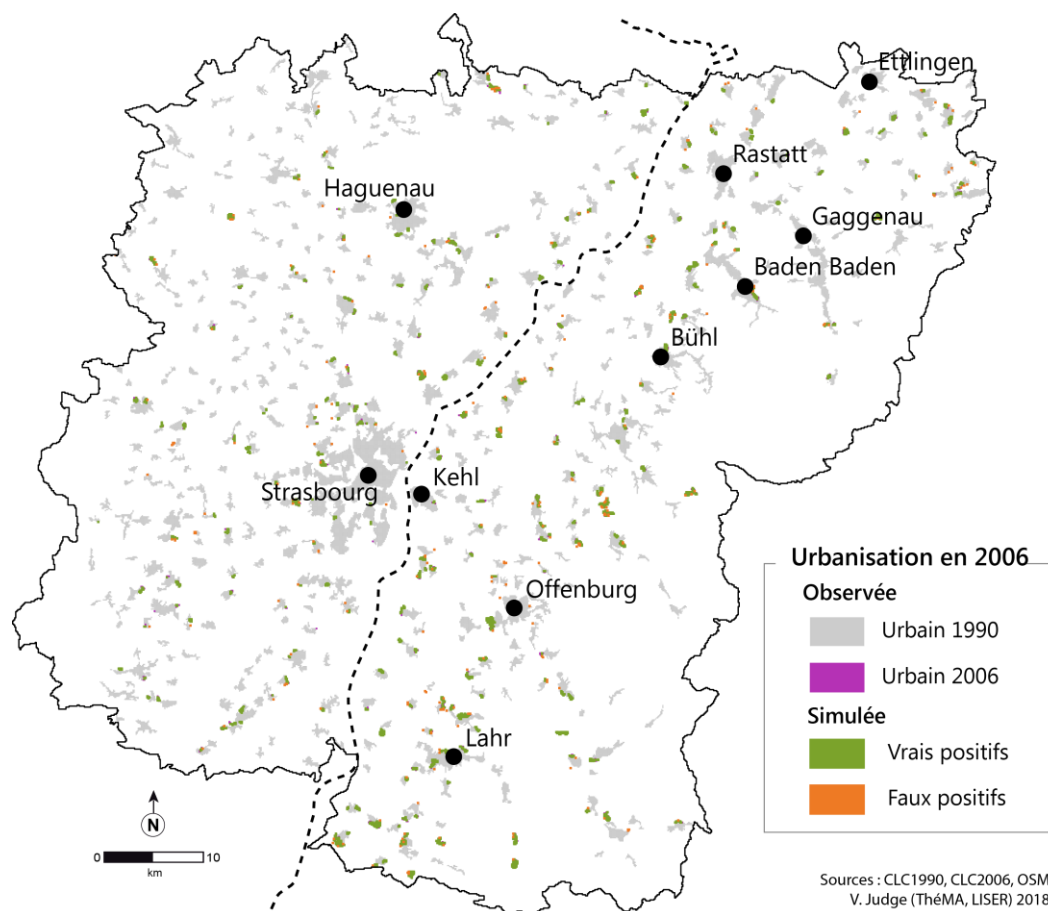 Ettlingen
Rastatt
Haguenau
Gaggenau
Baden Baden
Bühl
Strasbourg
Kehl
Offenburg
Lahr
N
0 10
km
Urbanisation en 2006
Observée
Urbain 1990
Urbain 2006
Simulée
Vrais positifs
Faux positifs
Sources : CLC1990, CLC2006, OSM
V. Judge (ThéMA, LISER) 2018